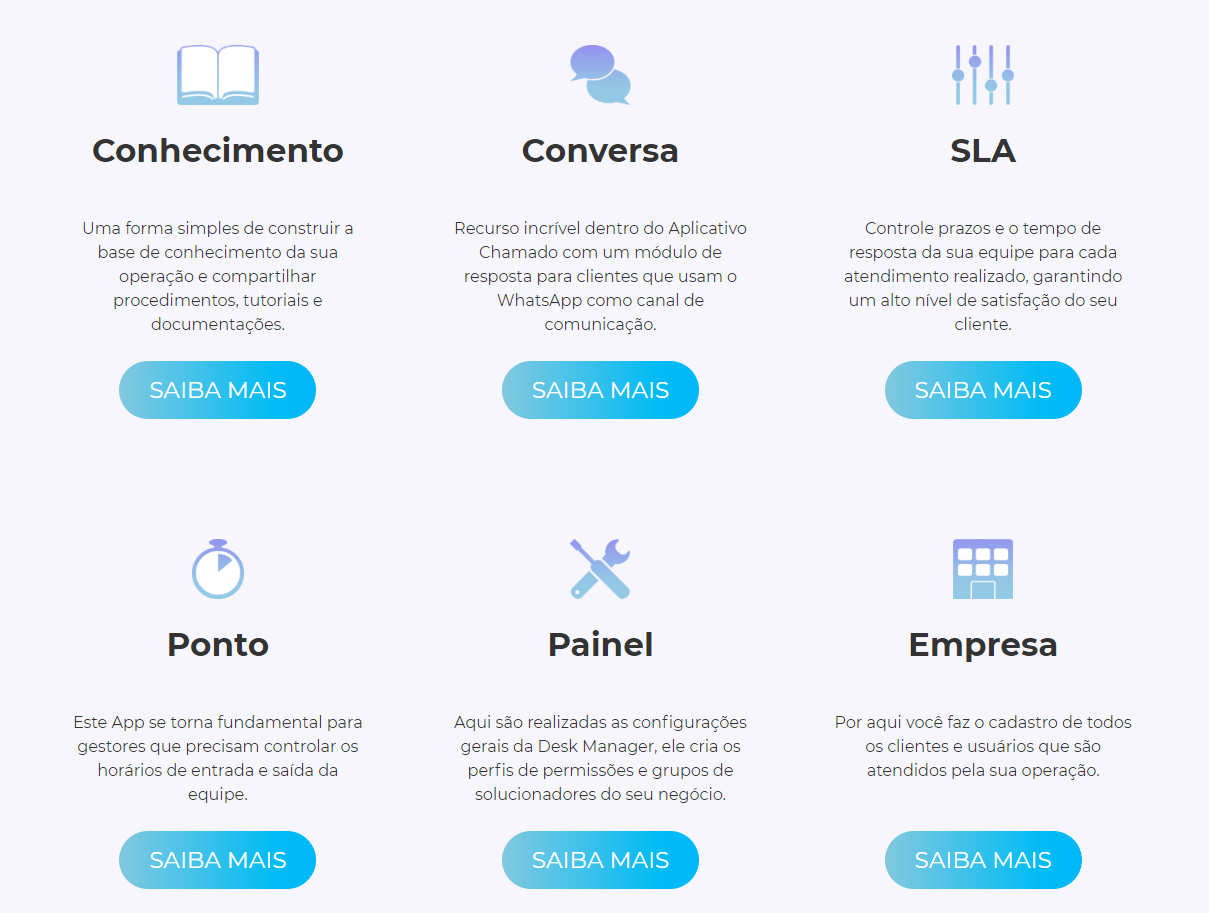 Conhecimento
Uma forma simples de construir a
base de conhecimento da sua
operação e compartilhar
procedimentos, tutoriais e
documentações.
SAIBA MAIS
Conversa
Recurso incrível dentro do Aplicativo
Chamado com um módulo de
resposta para clientes que usam o
WhatsApp como canal de
comunicação.
SAIBA MAIS
SLA
Controle prazos e o tempo de
resposta da sua equipe para cada
atendimento realizado, garantindo
um alto nível de satisfação do seu
cliente.
SAIBA MAIS
Ponto
Este App se torna fundamental para
gestores que precisam controlar os
horários de entrada e saída da
equipe.
SAIBA MAIS
Painel
Aqui são realizadas as configurações
gerais da Desk Manager, ele cria os
perfis de permissões e grupos de
solucionadores do seu negócio.
SAIBA MAIS
Empresa
Por aqui você faz o cadastro de todos
os clientes e usuários que são
atendidos pela sua operação.
SAIBA MAIS